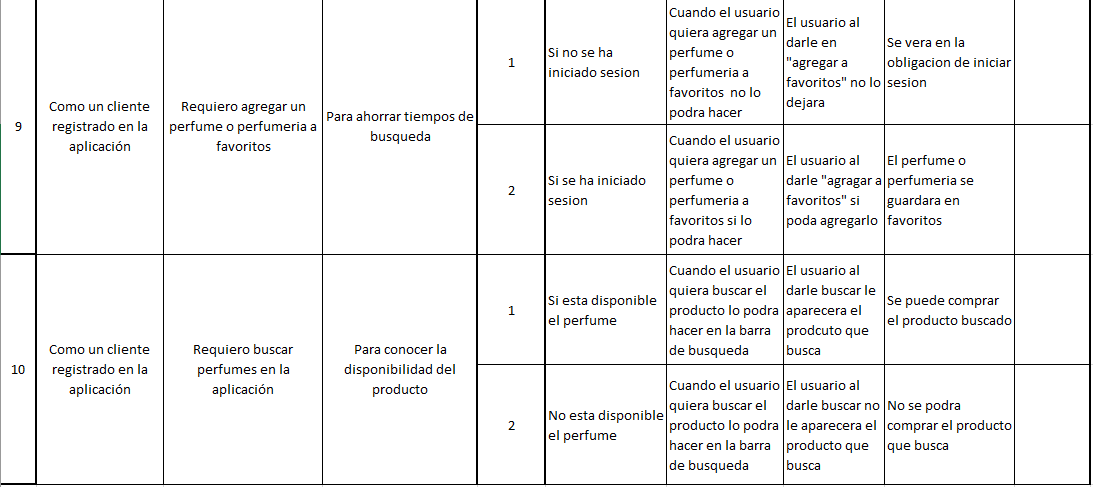 9
Como un cliente
registrado en la
aplicación
Requiero agregar un
perfume o perfumeria a
favoritos
Para ahorrar tiempos de
busqueda
1
Si no se ha
iniciado sesion
Cuando el usuario
quiera agregar un
perfume o
perfumeria a
favoritos no lo
podra hacer
El usuario al
darle en
"agregar a
favoritos" no lo
dejara
Se vera en la
obligacion de iniciar
sesion
2
Si se ha iniciado
sesion
Cuando el usuario
quiera agregar un
perfume o
perfumeria a
favoritos si lo
podra hacer
El usuario al
darle "agragar a
favoritos" si
poda agregarlo
El perfume o
perfumeria se
guardara en
favoritos
10
Como un cliente
registrado en la
aplicación
Requiero buscar
perfumes en la
aplicación
Para conocer la
disponibilidad del
producto
1
Si esta disponible
el perfume
Cuando el usuario
quiera buscar el
producto lo podra
hacer en la barra
de busqueda
El usuario al
darle buscar le
aparecera el
prodcuto que
busca
Se puede comprar
el producto buscado
2
No esta disponible
el perfume
Cuando el usuario
quiera buscar el
producto lo podra
hacer en la barra
de busqueda
El usuario al
darle buscar no
le aparecera el
producto que
busca
No se podra
comprar el producto
que busca